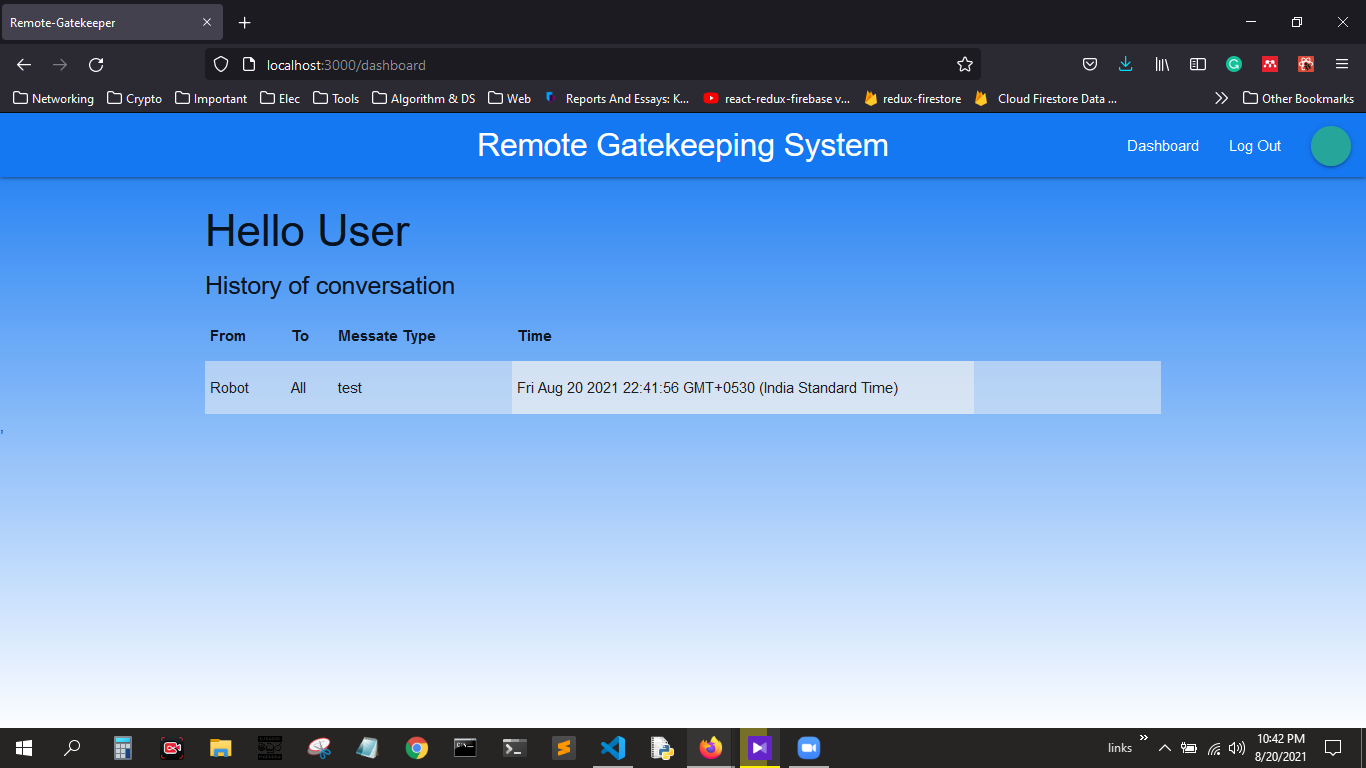 Remote-Gatekeeper
localhost:3000/dashboard
Networking Crypto Important Elec Tools Algorithm & DS Web Reports And Essays: K... react-redux-firebase v... redux-firestore Cloud Firestore Data ... Other Bookmarks
Remote Gatekeeping System Dashboard Log Out
Hello User
History of conversation
From To Messate Type Time
Robot All test Fri Aug 20 2021 22:41:56 GMT+0530 (India Standard Time)
,
links 10:42 PM
8/20/2021